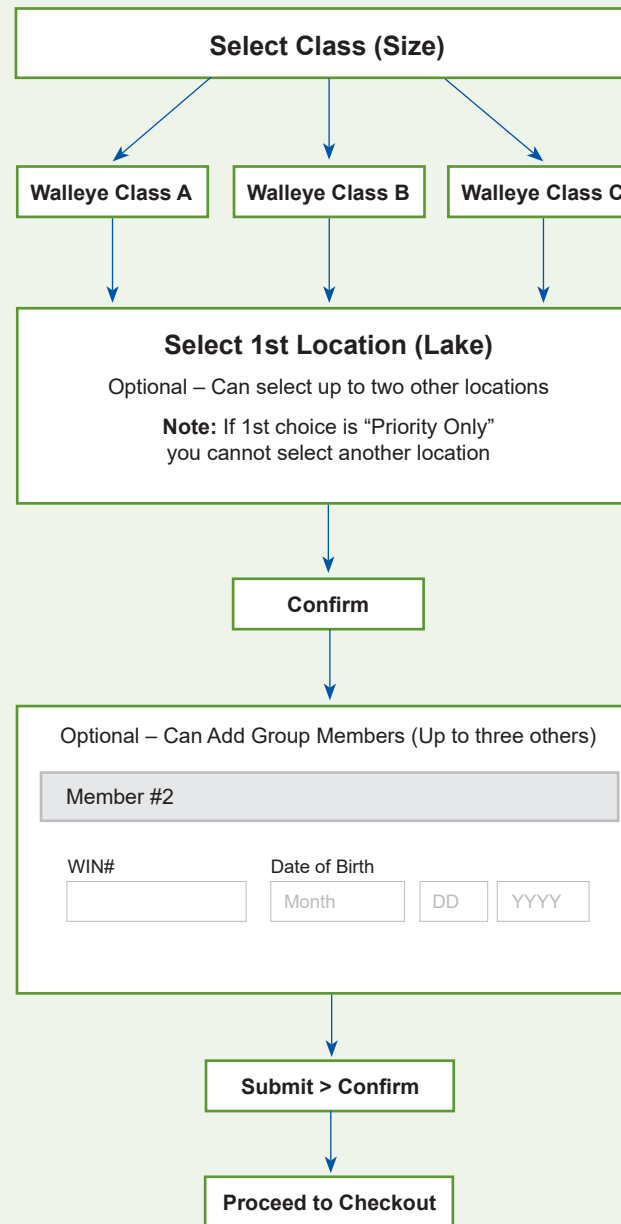 Select Class (Size)
Walleye Class A
Walleye Class B
Walleye Class C
Select 1st Location (Lake)
Optional – Can select up to two other locations
Note: If 1st choice is “Priority Only”
you cannot select another location
Confirm
Optional – Can Add Group Members (Up to three others)
Member #2
WIN#
Date of Birth
Month
DD
YYYY
Submit > Confirm
Proceed to Checkout